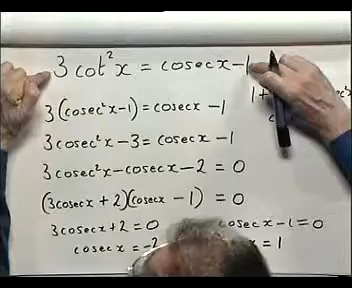 3 cot²x = cosec x - 1
1 +
3(cosec²x - 1) = cosec x - 1
3 cosec²x - 3 = cosec x - 1
3 cosec²x - cosec x - 2 = 0
(3 cosec x + 2)(cosec x - 1) = 0
3 cosec x + 2 = 0 cosec x - 1 = 0
cosec x = -2 = 1